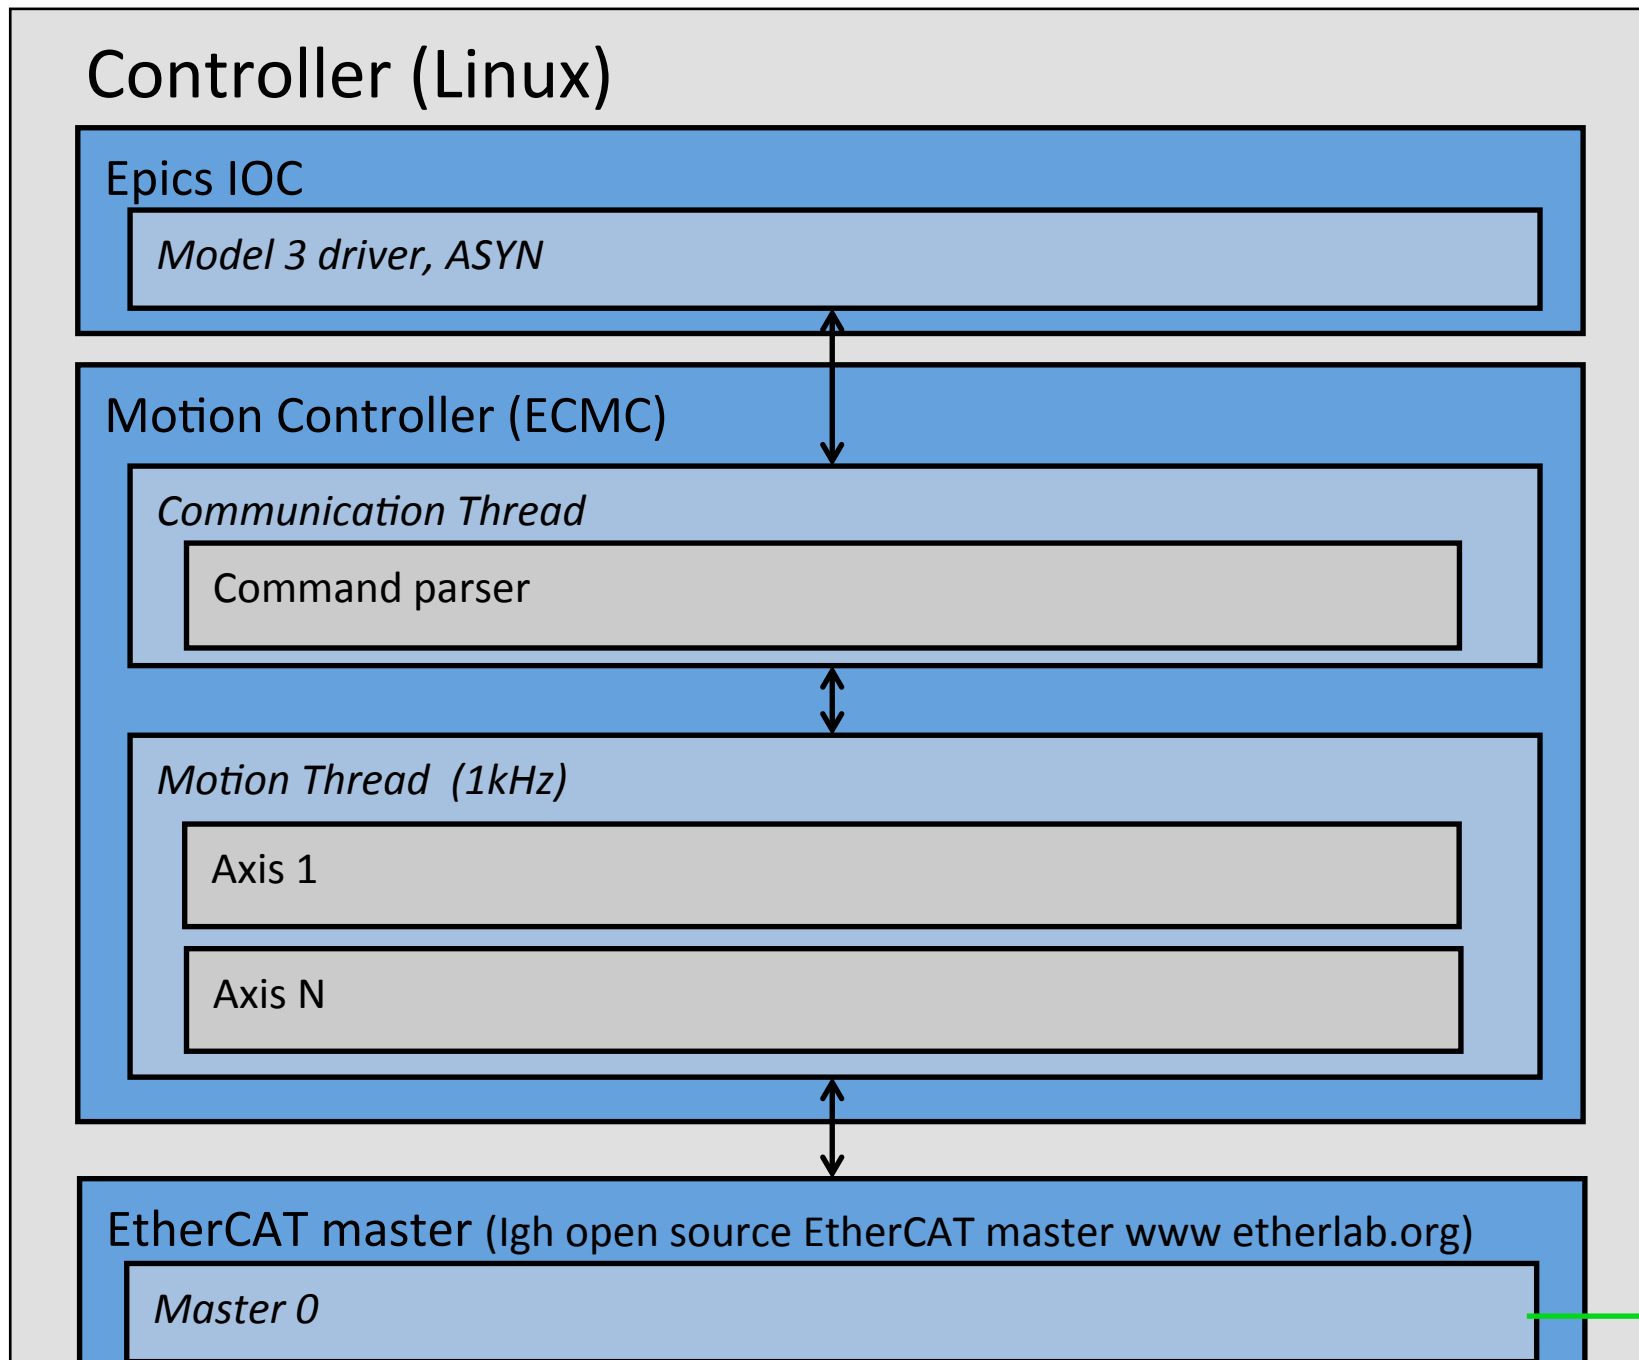 Controller (Linux)
Epics IOC
Model 3 driver, ASYN
Motion Controller (ECMC)
Communication Thread
Command parser
Motion Thread (1kHz)
Axis 1
Axis N
EtherCAT master (Igh open source EtherCAT master www etherlab.org)
Master 0